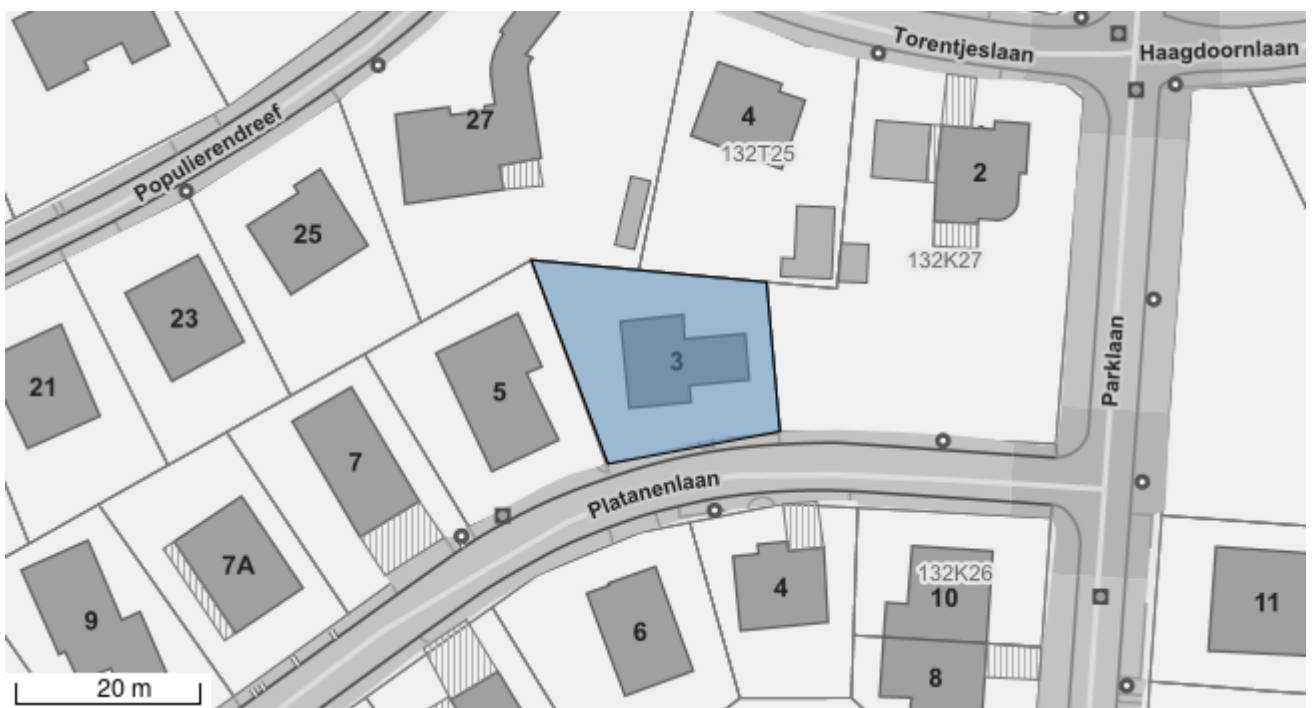 Torentjeslaan
Haagdoornlaan
Populierendreef
27
4
132T25
2
132K27
25
23
21
3
5
Parklaan
7
Platanenlaan
7A
9
6
4
132K26
10
8
11
20 m